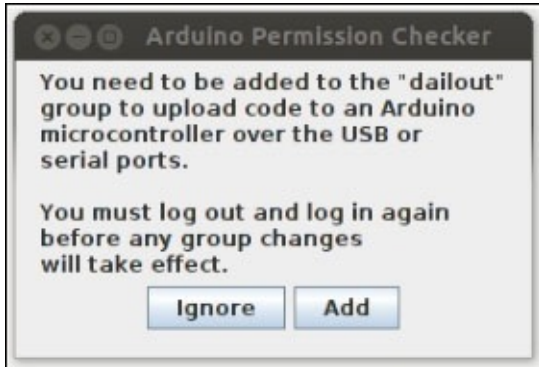 Arduino Permission Checker
You need to be added to the "dailout"
group to upload code to an Arduino
microcontroller over the USB or
serial ports.
You must log out and log in again
before any group changes
will take effect.
Ignore Add